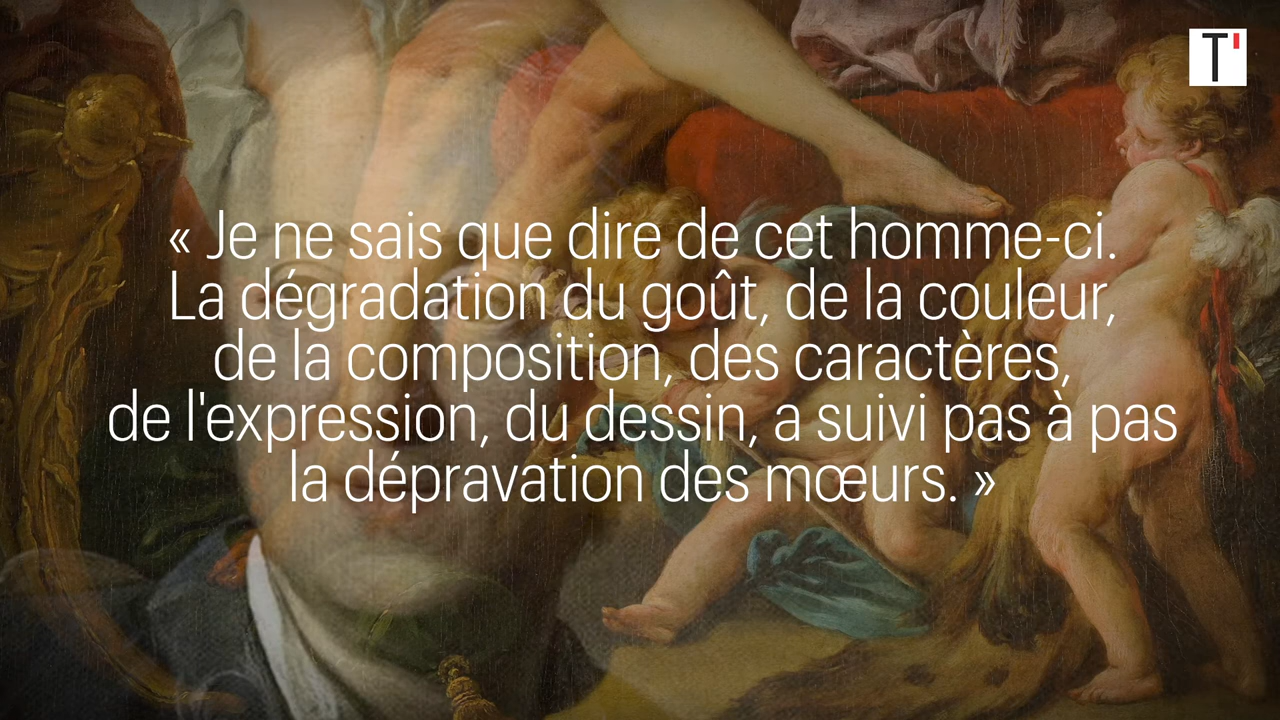 T'
« Je ne sais que dire de cet homme-ci.
La dégradation du goût, de la couleur,
de la composition, des caractères,
de l'expression, du dessin, a suivi pas à pas
la dépravation des mœurs. »